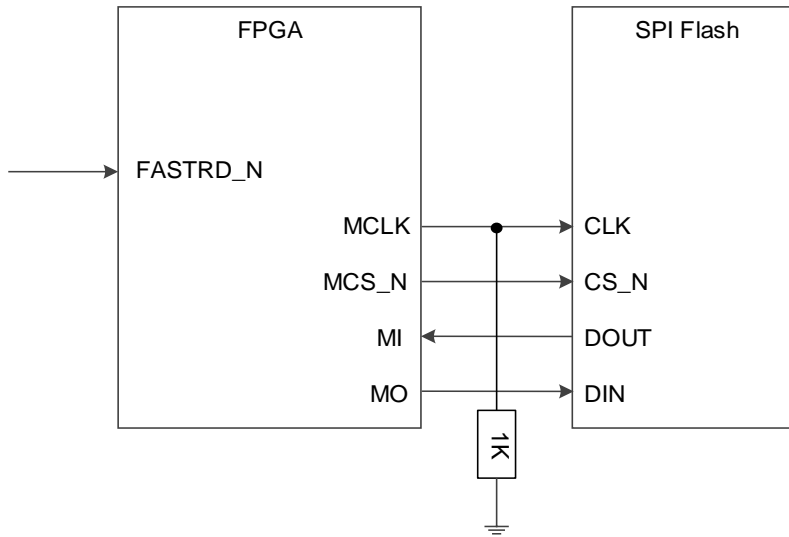 FPGA
SPI Flash
FASTRD_N
MCLK
CLK
MCS_N
CS_N
MI
DOUT
MO
DIN
1K